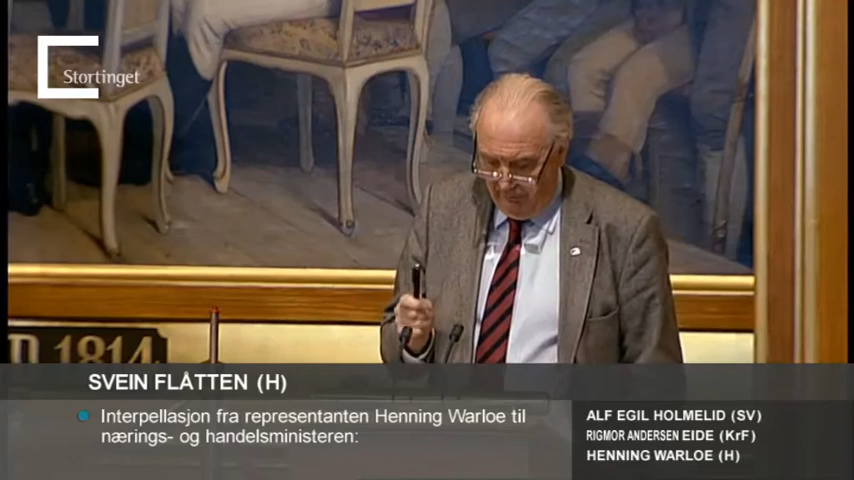 Stortinget
D 1814
SVEIN FLÅTTEN (H)
Interpellasjon fra representanten Henning Warloe til
nærings- og handelsministeren:
ALF EGIL HOLMELID (SV)
RIGMOR ANDERSEN EIDE (KrF)
HENNING WARLOE (H)